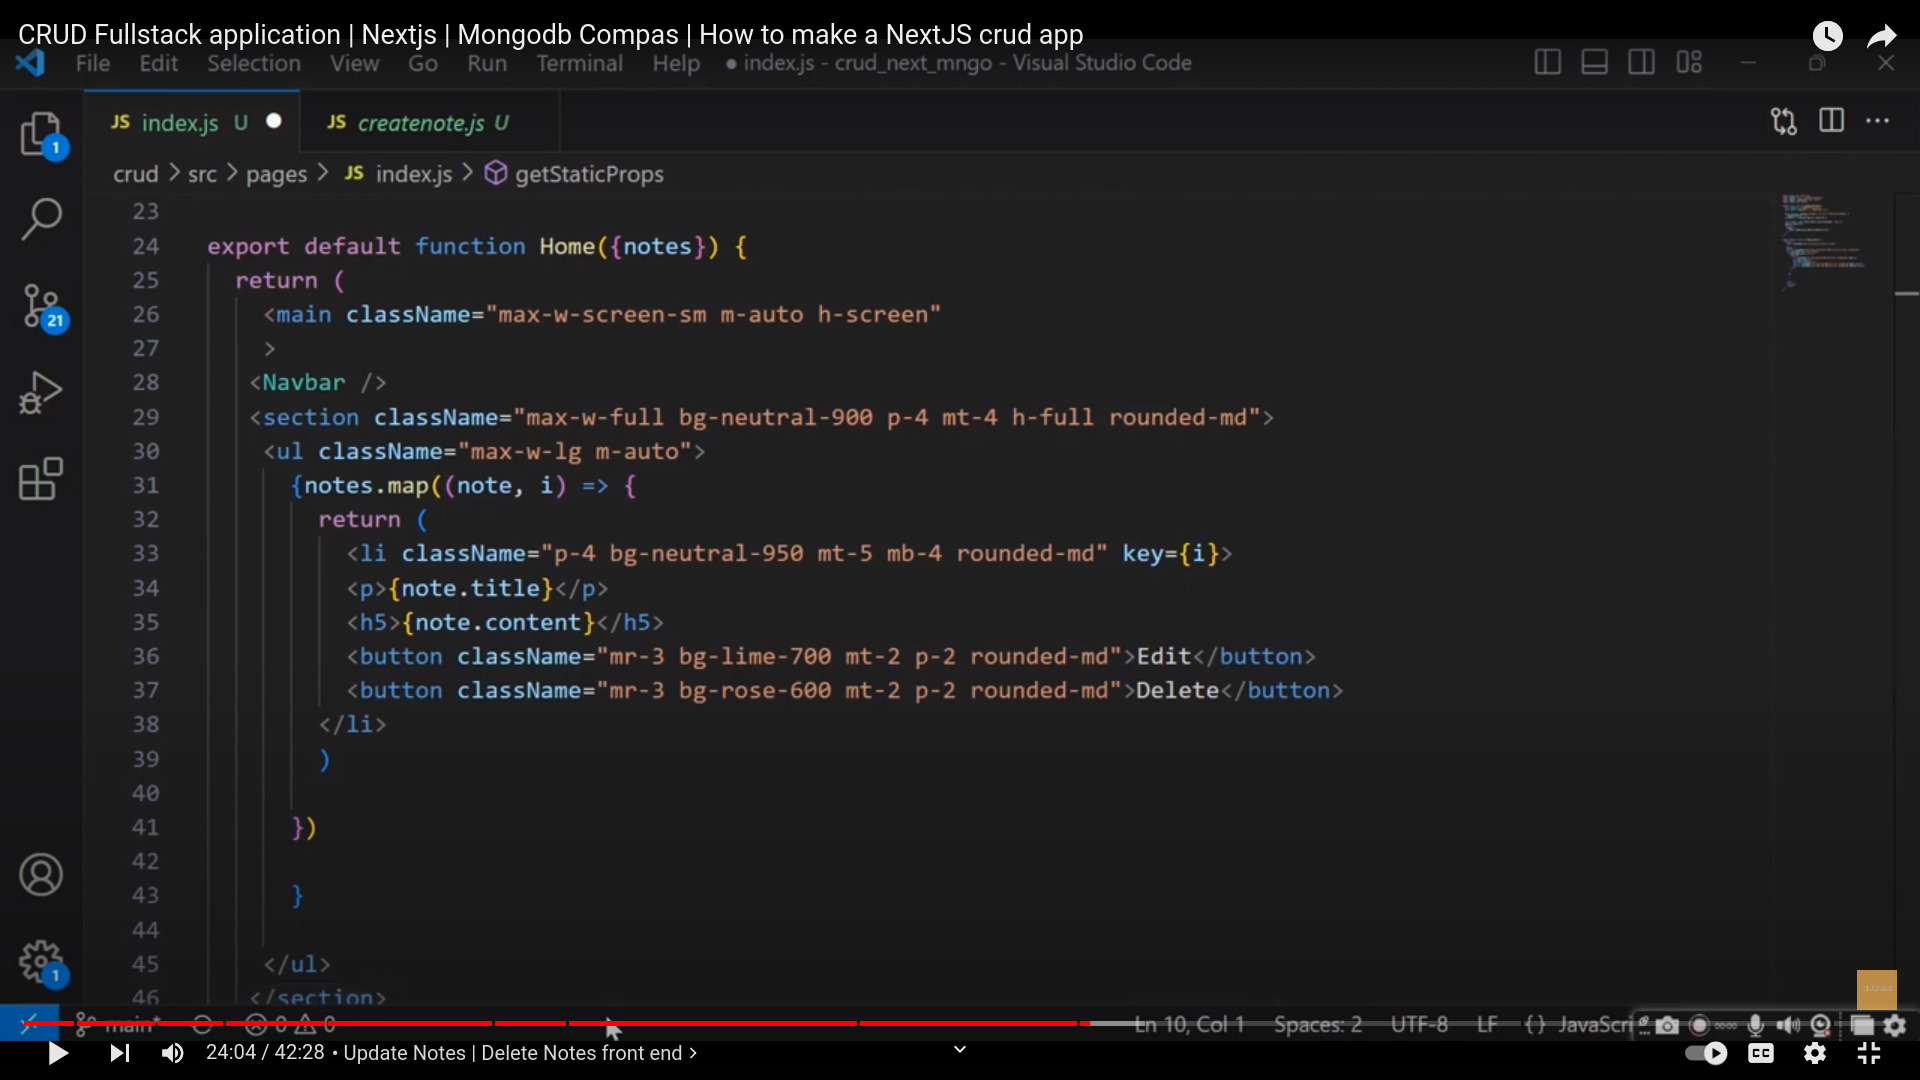 CRUD Fullstack application | Nextjs | Mongodb Compas | How to make a NextJS crud app
File Edit Selection View Go Run Terminal Help ● index.js - crud_next_mngo - Visual Studio Code
JS index.js U ● JS createnote.js U
1
crud > src > pages > JS index.js > getStaticProps
23
24 export default function Home({notes}) {
25 return (
26 <main className="max-w-screen-sm m-auto h-screen"
27 >
28 <Navbar />
29 <section className="max-w-full bg-neutral-900 p-4 mt-4 h-full rounded-md">
30 <ul className="max-w-lg m-auto">
31 {notes.map((note, i) => {
32 return (
33 <li className="p-4 bg-neutral-950 mt-5 mb-4 rounded-md" key={i}>
34 <p>{note.title}</p>
35 <h5>{note.content}</h5>
36 <button className="mr-3 bg-lime-700 mt-2 p-2 rounded-md">Edit</button>
37 <button className="mr-3 bg-rose-600 mt-2 p-2 rounded-md">Delete</button>
38 </li>
39 )
40
41 })
42
43 }
44
45 </ul>
46 </section>
21
1
main* 0 0 Ln 10, Col 1 Spaces: 2 UTF-8 LF {} JavaScri
24:04 / 42:28 • Update Notes | Delete Notes front end >
CC